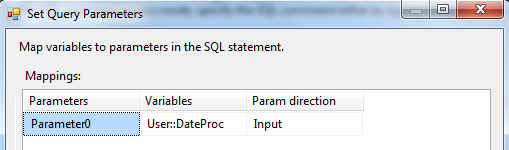 Set Query Parameters
Map variables to parameters in the SQL statement.
Mappings:
Parameters Variables Param direction
Parameter0 User::DateProc Input